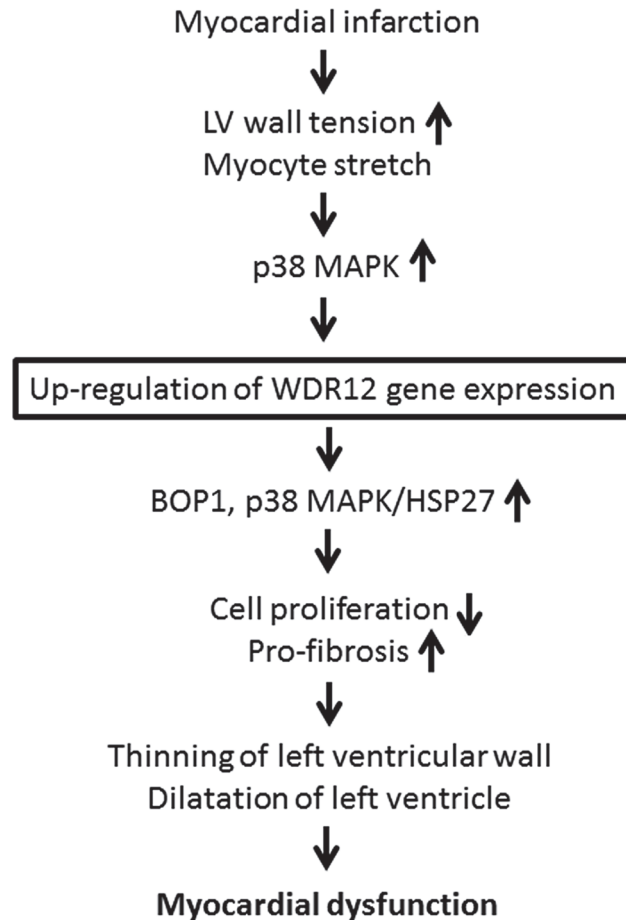 Myocardial infarction
LV wall tension
Myocyte stretch
p38 MAPK
Up-regulation of WDR12 gene expression
BOP1, p38 MAPK/HSP27
Cell proliferation
Pro-fibrosis
Thinning of left ventricular wall
Dilatation of left ventricle
Myocardial dysfunction